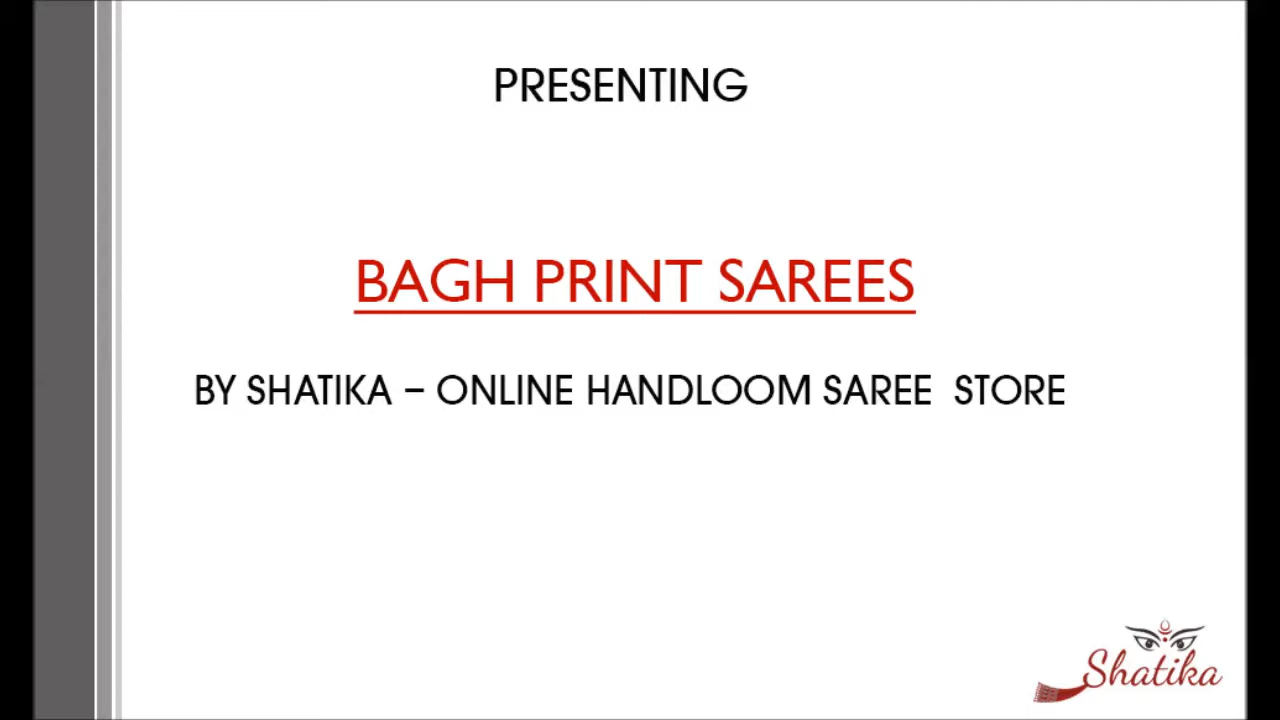 PRESENTING
BAGH PRINT SAREES
BY SHATIKA – ONLINE HANDLOOM SAREE STORE
Shatika